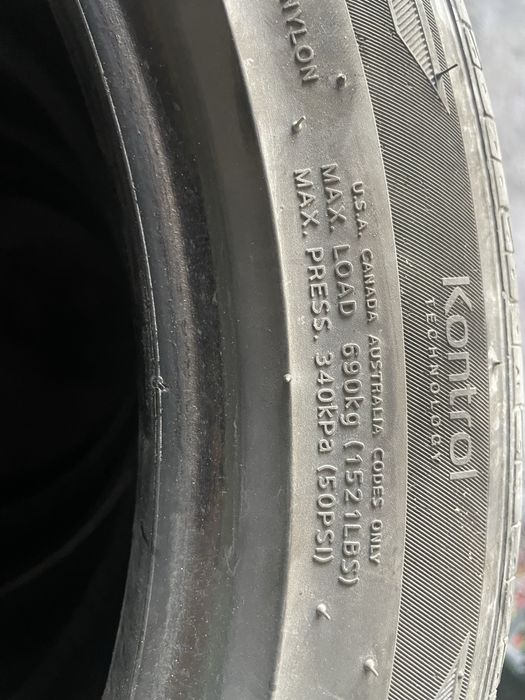 NYLON
U.S.A. CANADA AUSTRALIA CODES ONLY
MAX. LOAD 690kg (1521LBS)
MAX. PRESS. 340KPa (50PSI)
Kontrol
TECHNOLOGY